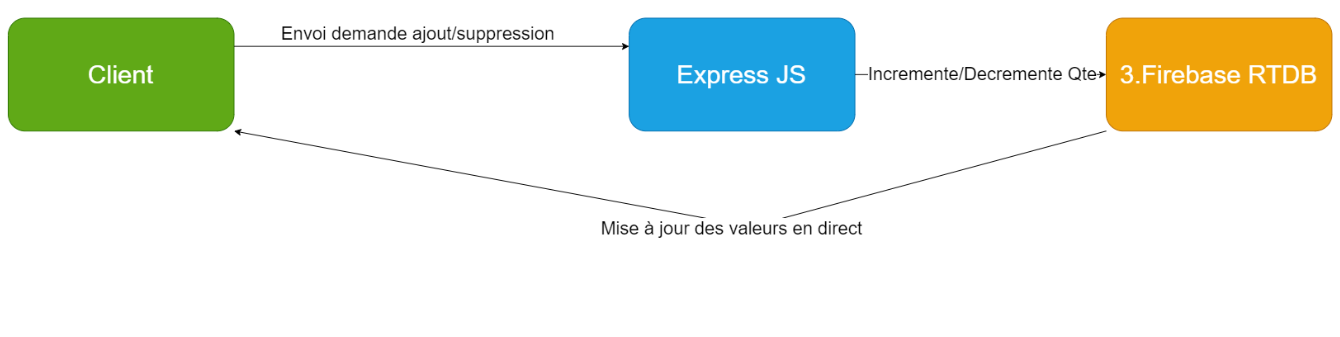 Envoi demande ajout/suppression
Client
Express JS
Incremente/Decremente Qte
3.Firebase RTDB
Mise à jour des valeurs en direct